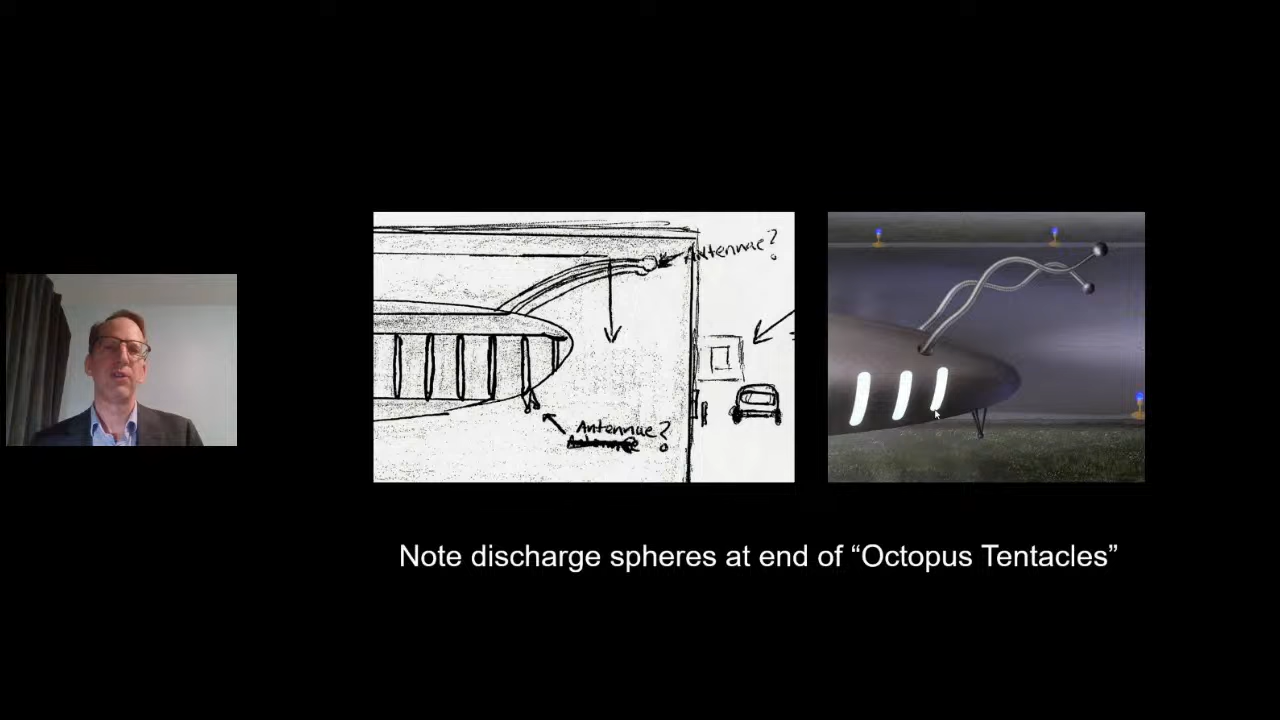 Antennae?
Antennae?
Note discharge spheres at end of “Octopus Tentacles”